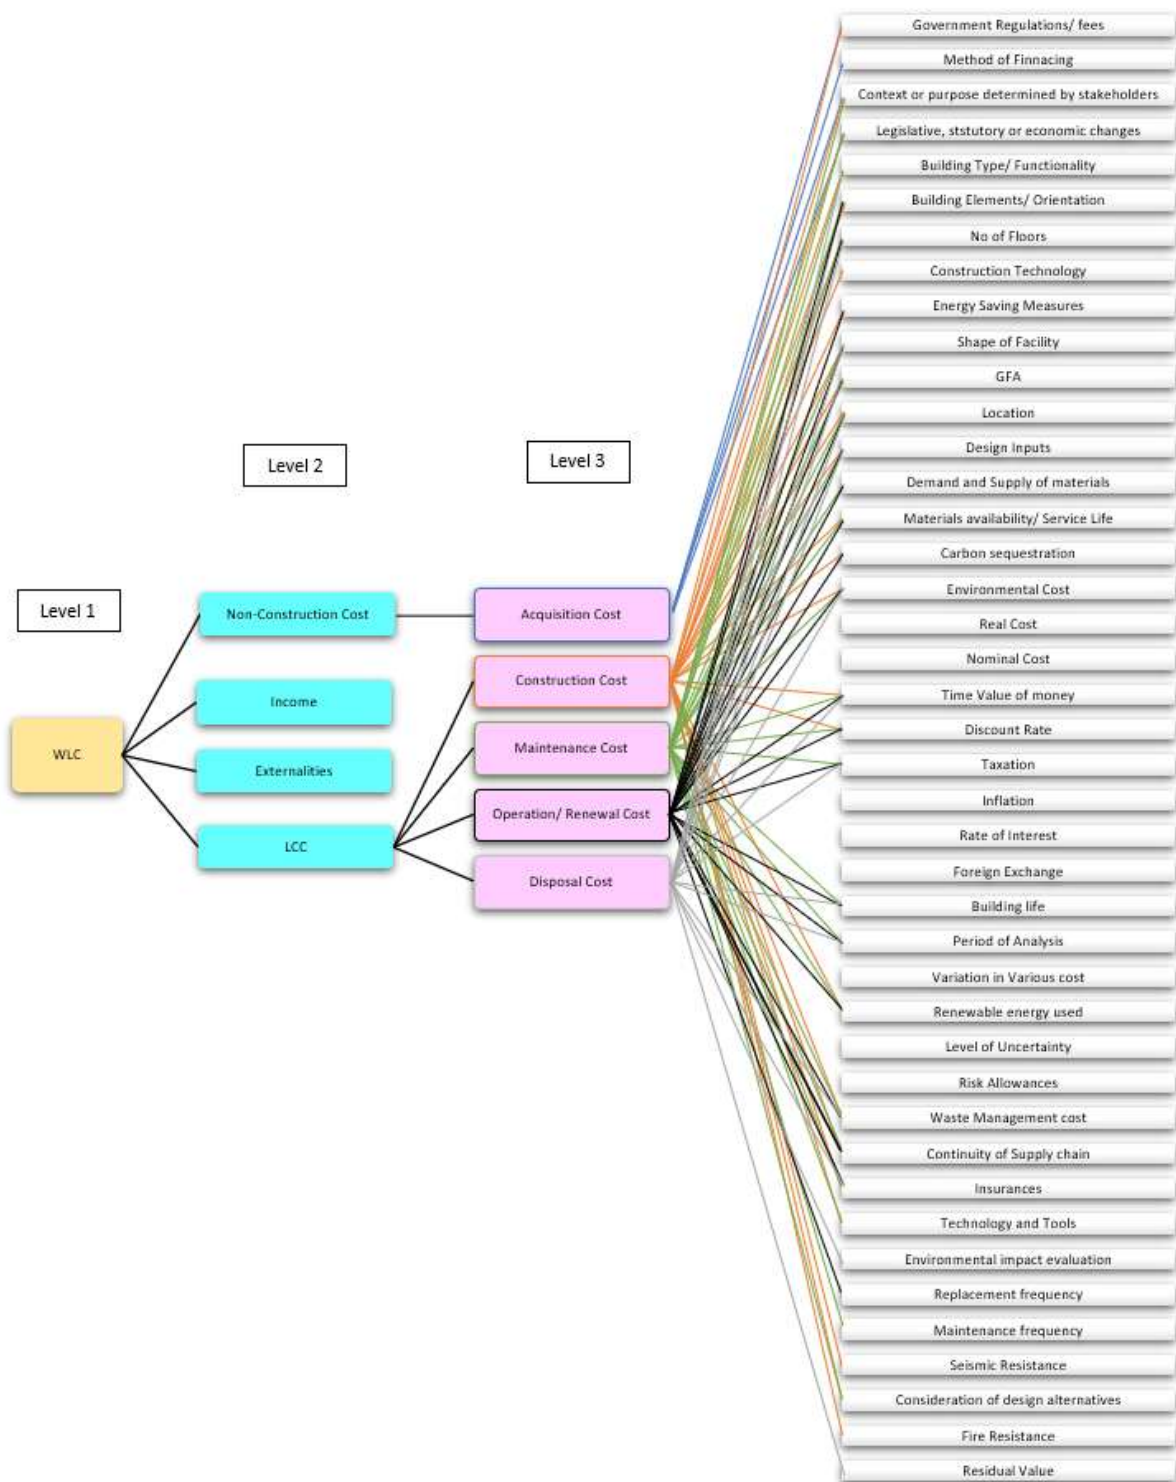 Government Regulations/ fees
Method of Finnacing
Context or purpose determined by stakeholders
Legislative, ststutory or economic changes
Building Type/ Functionality
Building Elements/ Orientation
No of Floors
Construction Technology
Energy Saving Measures
Shape of Facility
GFA
Location
Design Inputs
Demand and Supply of materials
Materials availability/ Service Life
Carbon sequestration
Environmental Cost
Real Cost
Nominal Cost
Time Value of money
Discount Rate
Taxation
Inflation
Rate of Interest
Foreign Exchange
Building life
Period of Analysis
Variation in Various cost
Renewable energy used
Level of Uncertainty
Risk Allowances
Waste Management cost
Continuity of Supply chain
Insurances
Technology and Tools
Environmental impact evaluation
Replacement frequency
Maintenance frequency
Seismic Resistance
Consideration of design alternatives
Fire Resistance
Residual Value
Level 1
WLC
Level 2
Non-Construction Cost
Income
Externalities
LCC
Level 3
Acquisition Cost
Construction Cost
Maintenance Cost
Operation/ Renewal Cost
Disposal Cost